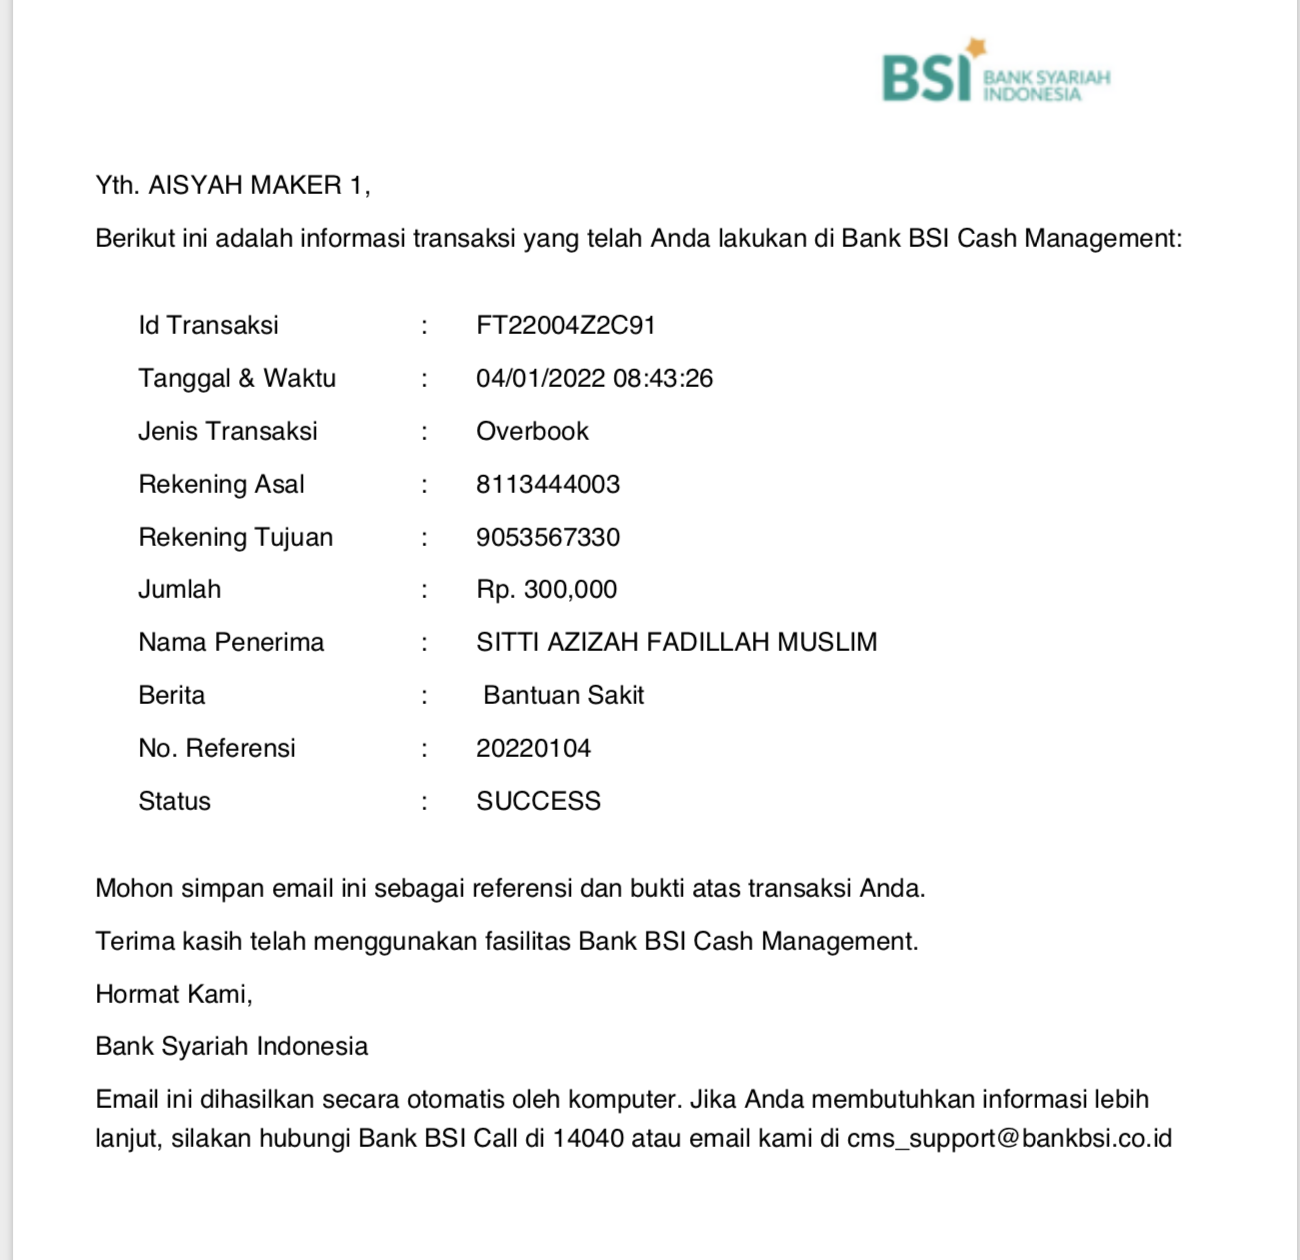 BSI BANK SYARIAH
INDONESIA
Yth. AISYAH MAKER 1,
Berikut ini adalah informasi transaksi yang telah Anda lakukan di Bank BSI Cash Management:
Id Transaksi : FT22004Z2C91
Tanggal & Waktu : 04/01/2022 08:43:26
Jenis Transaksi : Overbook
Rekening Asal : 8113444003
Rekening Tujuan : 9053567330
Jumlah : Rp. 300,000
Nama Penerima : SITTI AZIZAH FADILLAH MUSLIM
Berita : Bantuan Sakit
No. Referensi : 20220104
Status : SUCCESS
Mohon simpan email ini sebagai referensi dan bukti atas transaksi Anda.
Terima kasih telah menggunakan fasilitas Bank BSI Cash Management.
Hormat Kami,
Bank Syariah Indonesia
Email ini dihasilkan secara otomatis oleh komputer. Jika Anda membutuhkan informasi lebih
lanjut, silakan hubungi Bank BSI Call di 14040 atau email kami di cms_support@bankbsi.co.id